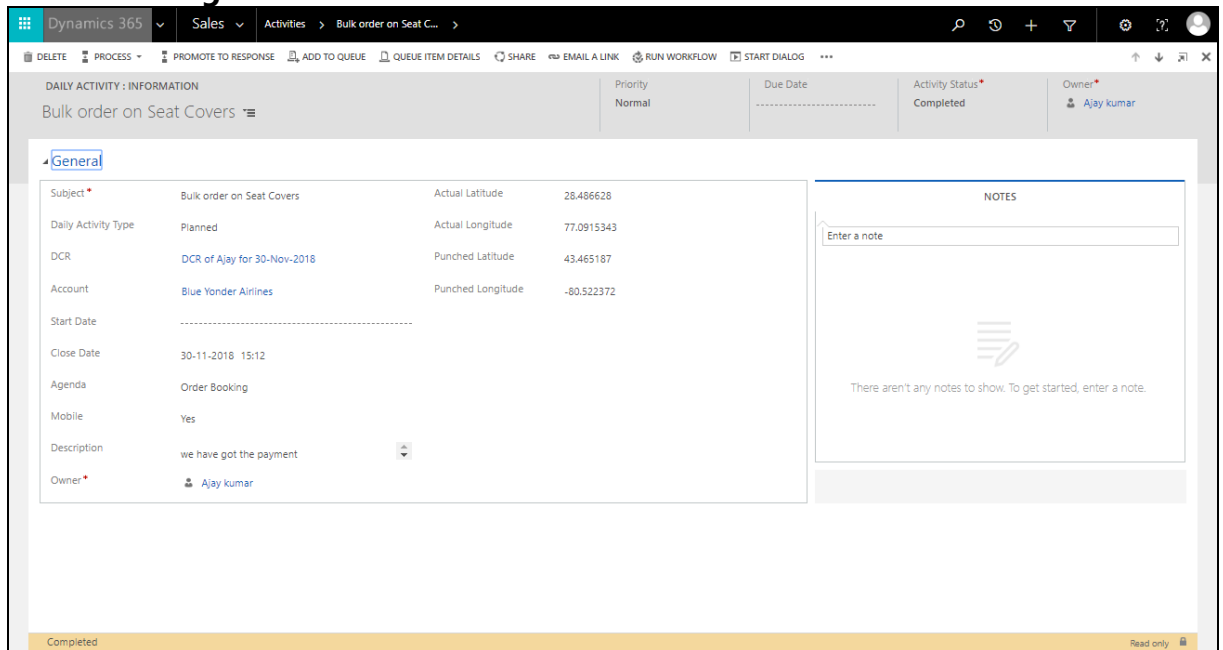 Dynamics 365 Sales Activities > Bulk order on Seat C... >
DELETE PROCESS PROMOTE TO RESPONSE ADD TO QUEUE QUEUE ITEM DETAILS SHARE EMAIL A LINK RUN WORKFLOW START DIALOG •••
DAILY ACTIVITY : INFORMATION
Bulk order on Seat Covers
Priority
Normal
Due Date
Activity Status*
Completed
Owner*
Ajay kumar
General
Subject* Bulk order on Seat Covers
Daily Activity Type Planned
DCR DCR of Ajay for 30-Nov-2018
Account Blue Yonder Airlines
Start Date
Close Date 30-11-2018 15:12
Agenda Order Booking
Mobile Yes
Description we have got the payment
Owner* Ajay kumar
Actual Latitude 28.486628
Actual Longitude 77.0915343
Punched Latitude 43.465187
Punched Longitude -80.522372
NOTES
Enter a note
There aren't any notes to show. To get started, enter a note.
Completed
Read only